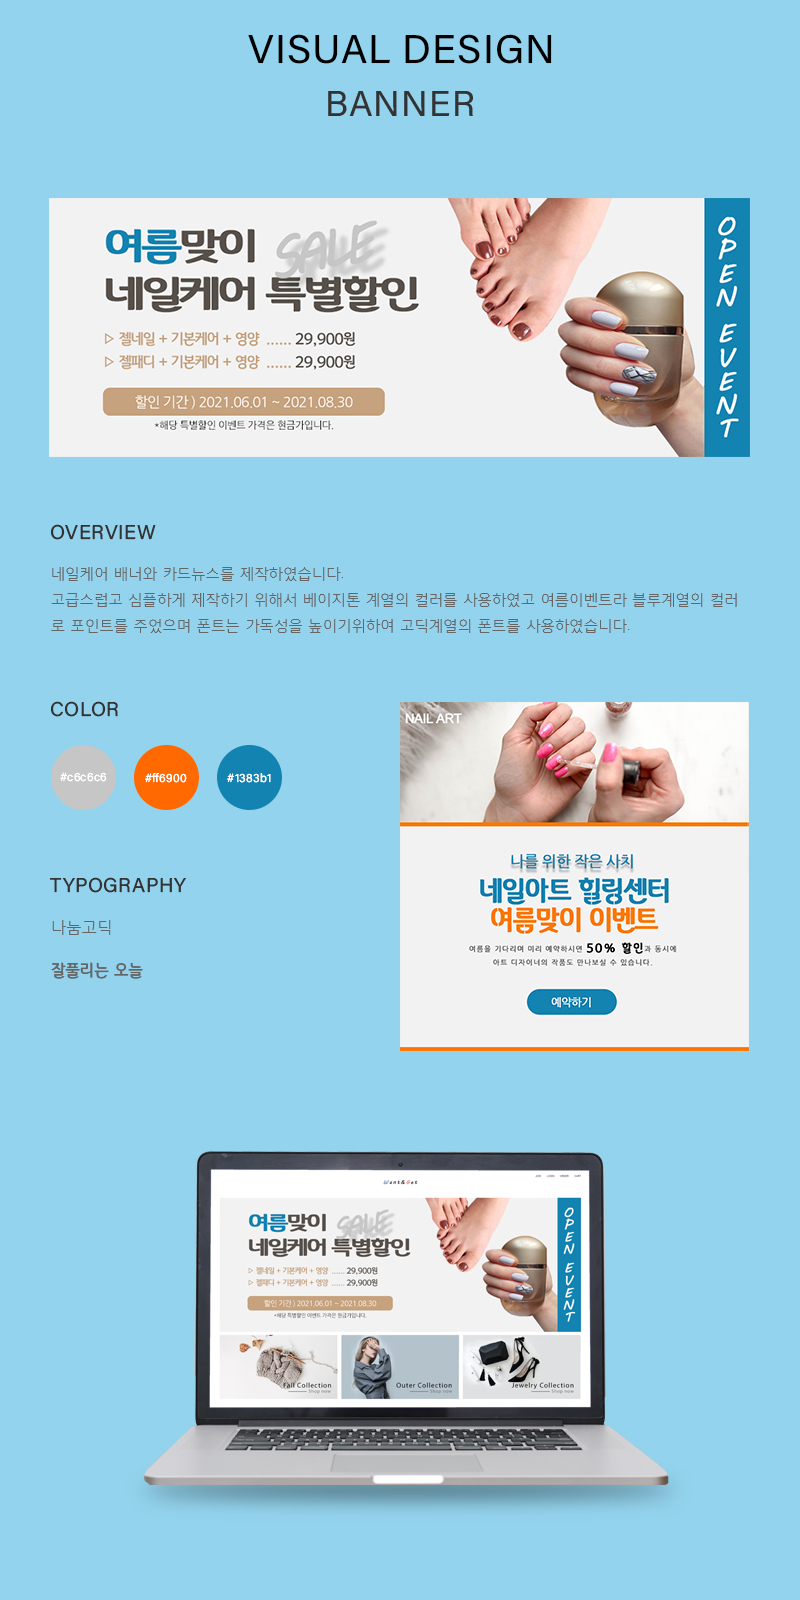 VISUAL DESIGN
BANNER
여름맞이 SALE
네일케어 특별할인
▷ 젤네일 + 기본케어 + 영양 ...... 29,900원
▷ 젤패디 + 기본케어 + 영양 ...... 29,900원
할인 기간 ) 2021.06.01 ~ 2021.08.30
*해당 특별할인 이벤트 가격은 현금가입니다.
OPEN EVENT
OVERVIEW
네일케어 배너와 카드뉴스를 제작하였습니다.
고급스럽고 심플하게 제작하기 위해서 베이지톤 계열의 컬러를 사용하였고 여름이벤트라 블루계열의 컬러
로 포인트를 주었으며 폰트는 가독성을 높이기위하여 고딕계열의 폰트를 사용하였습니다.
COLOR
#c6c6c6 #ff6900 #1383b1
TYPOGRAPHY
나눔고딕
잘풀리는 오늘
NAIL ART
나를 위한 작은 사치
네일아트 힐링센터
여름맞이 이벤트
여름을 기다리며 미리 예약하시면 50% 할인과 동시에
아트 디자이너의 작품도 만나보실 수 있습니다.
예약하기
Want&Get
여름맞이 SALE
네일케어 특별할인
▷ 젤네일 + 기본케어 + 영양 ...... 29,900원
▷ 젤패디 + 기본케어 + 영양 ...... 29,900원
할인 기간 ) 2021.06.01 ~ 2021.08.30
*해당 특별할인 이벤트 가격은 현금가입니다.
OPEN EVENT
Fall Collection
Shop now
Outer Collection
Shop now
Jewelry Collection
Shop now